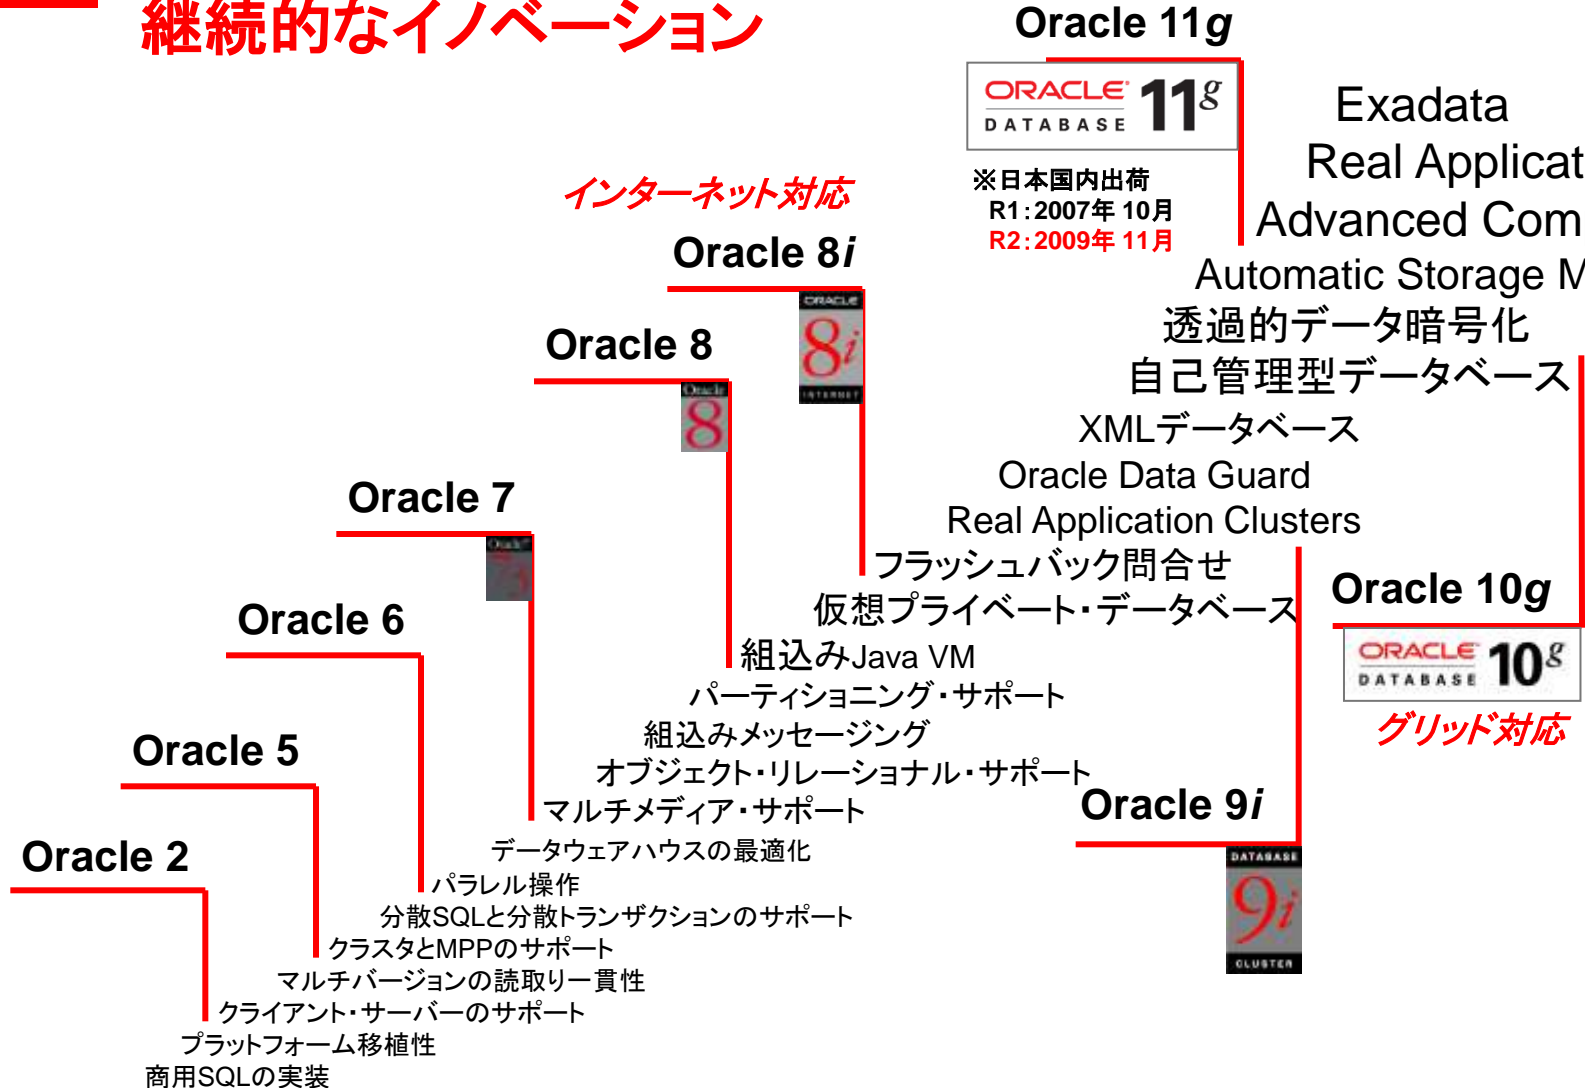 継続的なイノベーション
Oracle 11g
ORACLE
DATABASE 11g
※日本国内出荷
R1：2007年 10月
R2：2009年 11月
Exadata
Real Applicat
Advanced Com
Automatic Storage M
透過的データ暗号化
自己管理型データベース
XMLデータベース
Oracle Data Guard
Real Application Clusters
フラッシュバック問合せ
仮想プライベート・データベース
組込みJava VM
パーティショニング・サポート
組込みメッセージング
オブジェクト・リレーショナル・サポート
マルチメディア・サポート
データウェアハウスの最適化
パラレル操作
分散SQLと分散トランザクションのサポート
クラスタとMPPのサポート
マルチバージョンの読取り一貫性
クライアント・サーバーのサポート
プラットフォーム移植性
商用SQLの実装
インターネット対応
Oracle 8i
ORACLE
8i
INTERNET
Oracle 8
Oracle
8
Oracle 7
Oracle
7
Oracle 6
Oracle 5
Oracle 2
Oracle 10g
ORACLE
DATABASE 10g
グリッド対応
Oracle 9i
DATABASE
9i
CLUSTER